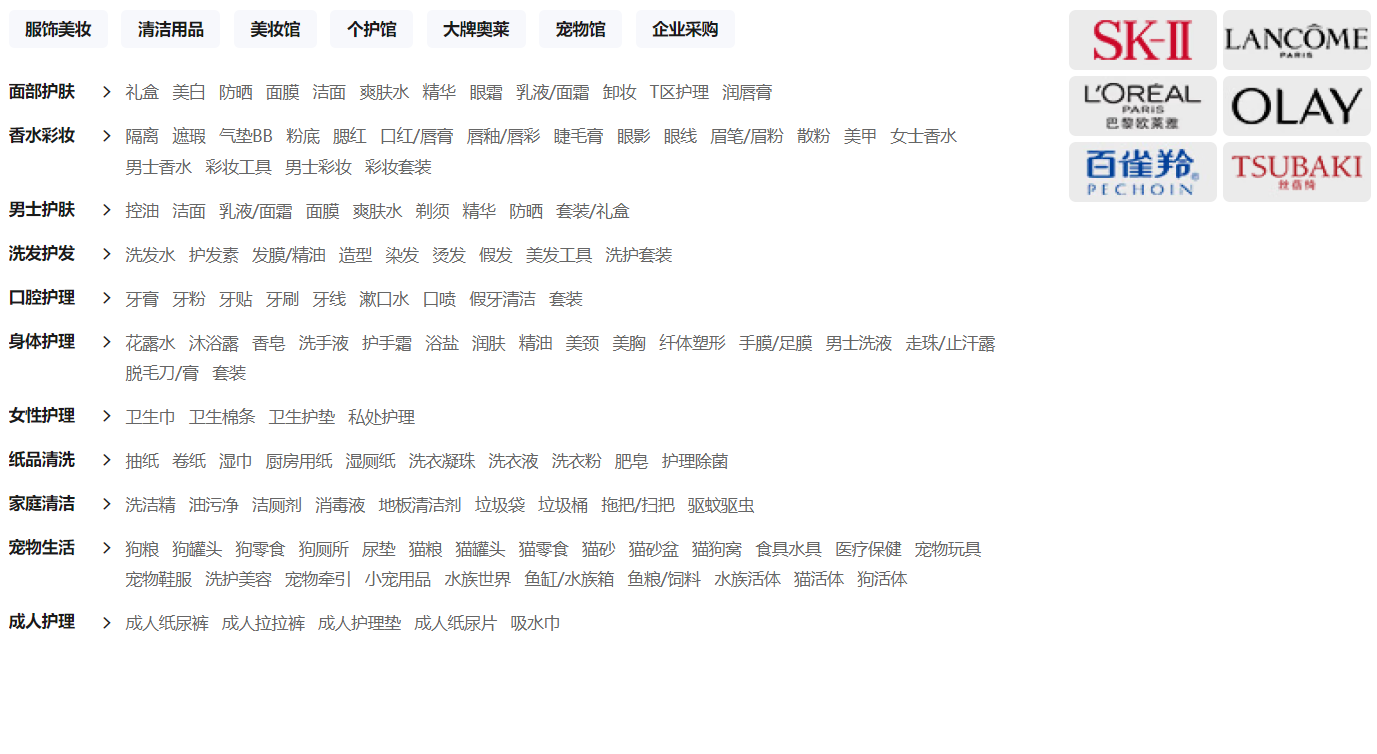 服饰美妆 清洁用品 美妆馆 个护馆 大牌奥莱 宠物馆 企业采购
面部护肤 > 礼盒 美白 防晒 面膜 洁面 爽肤水 精华 眼霜 乳液/面霜 卸妆 T区护理 润唇膏
香水彩妆 > 隔离 遮瑕 气垫BB 粉底 腮红 口红/唇膏 唇釉/唇彩 睫毛膏 眼影 眼线 眉笔/眉粉 散粉 美甲 女士香水
男士香水 彩妆工具 男士彩妆 彩妆套装
男士护肤 > 控油 洁面 乳液/面霜 面膜 爽肤水 剃须 精华 防晒 套装/礼盒
洗发护发 > 洗发水 护发素 发膜/精油 造型 染发 烫发 假发 美发工具 洗护套装
口腔护理 > 牙膏 牙粉 牙贴 牙刷 牙线 漱口水 口喷 假牙清洁 套装
身体护理 > 花露水 沐浴露 香皂 洗手液 护手霜 浴盐 润肤 精油 美颈 美胸 纤体塑形 手膜/足膜 男士洗液 走珠/止汗露
脱毛刀/膏 套装
女性护理 > 卫生巾 卫生棉条 卫生护垫 私处护理
纸品清洗 > 抽纸 卷纸 湿巾 厨房用纸 湿厕纸 洗衣凝珠 洗衣液 洗衣粉 肥皂 护理除菌
家庭清洁 > 洗洁精 油污净 洁厕剂 消毒液 地板清洁剂 垃圾袋 垃圾桶 拖把/扫把 驱蚊驱虫
宠物生活 > 狗粮 狗罐头 狗零食 狗厕所 尿垫 猫粮 猫罐头 猫零食 猫砂 猫砂盆 猫狗窝 食具水具 医疗保健 宠物玩具
宠物鞋服 洗护美容 宠物牵引 小宠用品 水族世界 鱼缸/水族箱 鱼粮/饲料 水族活体 猫活体 狗活体
成人护理 > 成人纸尿裤 成人拉拉裤 成人护理垫 成人纸尿片 吸水巾
SK-II
LANCÔME
PARIS
L'ORÉAL
PARIS
巴黎欧莱雅
OLAY
百雀羚®
PECHOIN
TSUBAKI
丝蓓绮